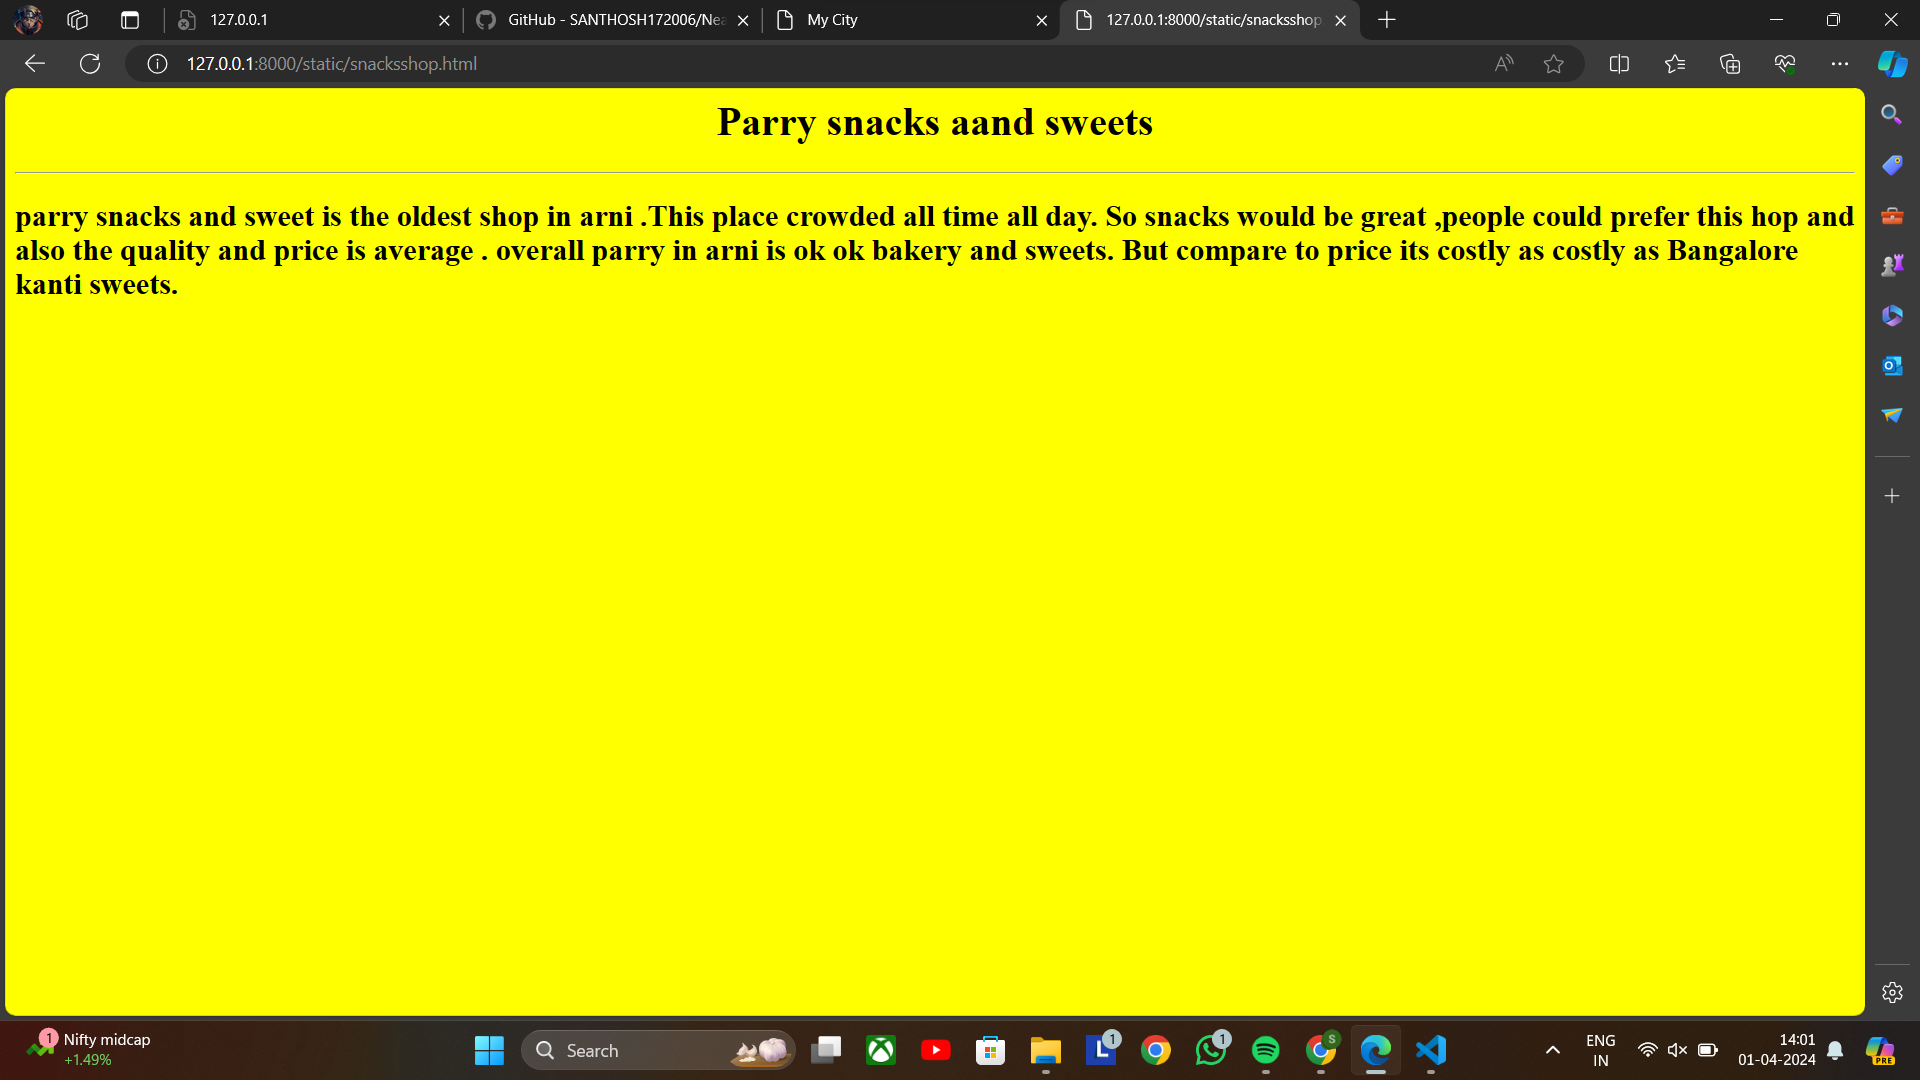 127.0.0.1
GitHub - SANTHOSH172006/Nea
My City
127.0.0.1:8000/static/snacksshop
127.0.0.1:8000/static/snacksshop.html
Parry snacks aand sweets
parry snacks and sweet is the oldest shop in arni .This place crowded all time all day. So snacks would be great ,people could prefer this hop and
also the quality and price is average . overall parry in arni is ok ok bakery and sweets. But compare to price its costly as costly as Bangalore
kanti sweets.
1
Nifty midcap
+1.49%
Search
L
1
1
S
ENG
IN
14:01
01-04-2024
PRE